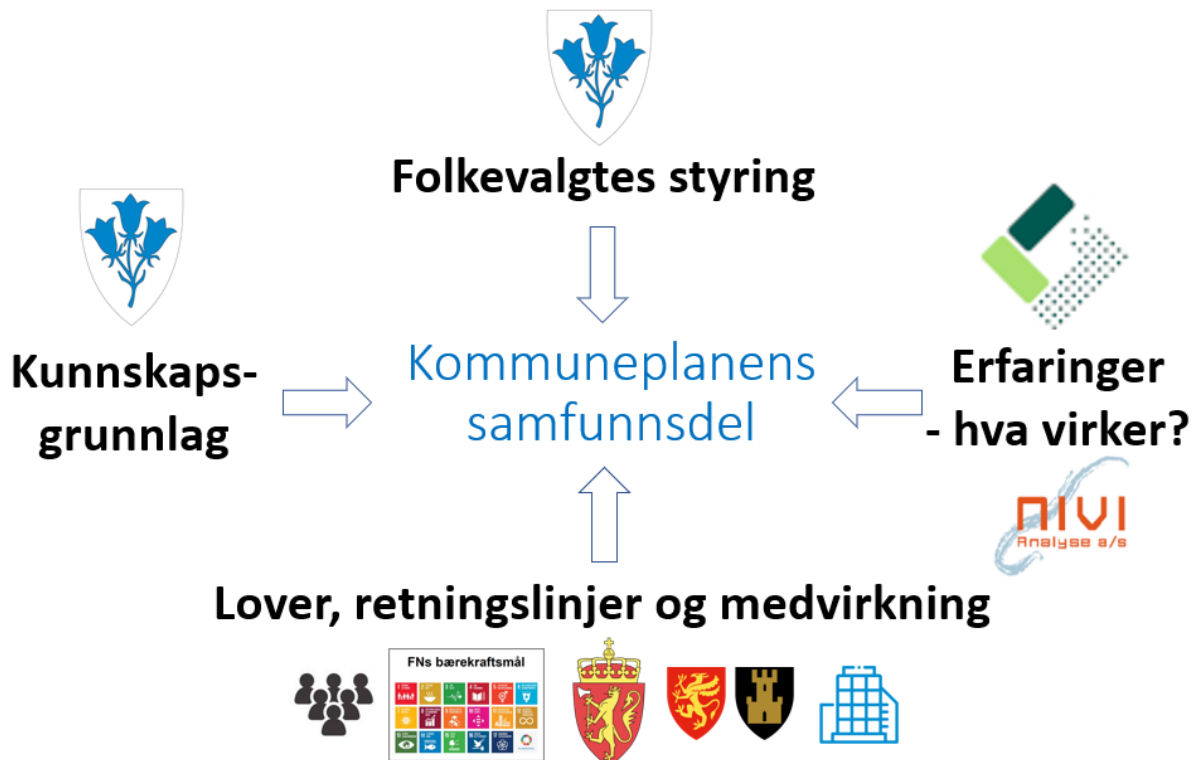 Folkevalgtes styring
Kunnskaps-
grunnlag
Kommuneplanens
samfunnsdel
Erfaringer
- hva virker?
NIVI
Analyse a/s
Lover, retningslinjer og medvirkning
FNs bærekraftsmål